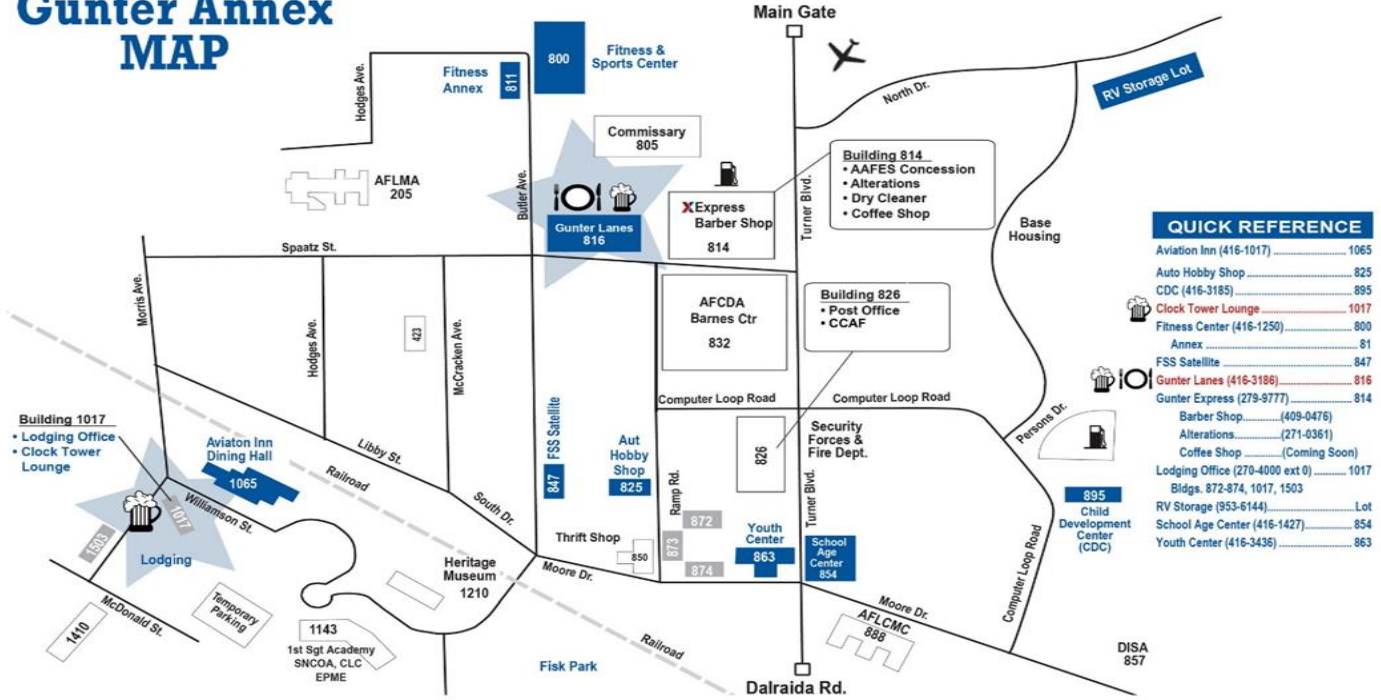 Gunter Annex
MAP
Main Gate
800
Fitness &
Sports Center
Fitness
Annex
811
Hodges Ave.
North Dr.
RV Storage Lot
Commissary
805
Building 814
• AAFES Concession
• Alterations
• Dry Cleaner
• Coffee Shop
AFLMA
205
Butler Ave.
XExpress
Barber Shop
814
Turner Blvd.
Gunter Lanes
816
Base
Housing
Spaatz St.
Morris Ave.
Hodges Ave.
423
McCracken Ave.
AFCDA
Barnes Ctr
832
Building 826
• Post Office
• CCAF
Computer Loop Road
Computer Loop Road
Persons Dr.
QUICK REFERENCE
Aviation Inn (416-1017) 1065
Auto Hobby Shop 825
CDC (416-3185) 895
Clock Tower Lounge 1017
Fitness Center (416-1250) 800
Annex 81
FSS Satellite 847
Gunter Lanes (416-3186) 816
Gunter Express (279-9777) 814
Barber Shop (409-0476)
Alterations (271-0361)
Coffee Shop (Coming Soon)
Lodging Office (270-4000 ext 0) 1017
Bldgs. 872-874, 1017, 1503
RV Storage (953-6144) Lot
School Age Center (416-1427) 854
Youth Center (416-3436) 863
Building 1017
• Lodging Office
• Clock Tower
Lounge
Aviaton Inn
Dining Hall
1065
Libby St.
Railroad
South Dr.
847
FSS Satellite
Aut
Hobby
Shop
825
Ramp Rd.
826
Security
Forces &
Fire Dept.
Turner Blvd.
895
Child
Development
Center
(CDC)
Williamson St.
1017
1503
Lodging
Thrift Shop
850
872
873
874
Youth
Center
863
School
Age
Center
854
Computer Loop Road
Heritage
Museum
1210
Moore Dr.
Moore Dr.
McDonald St.
1410
Temporary
Parking
1143
1st Sgt Academy
SNCOA, CLC
EPME
Fisk Park
Railroad
AFLCMC
888
DISA
857
Dalraida Rd.